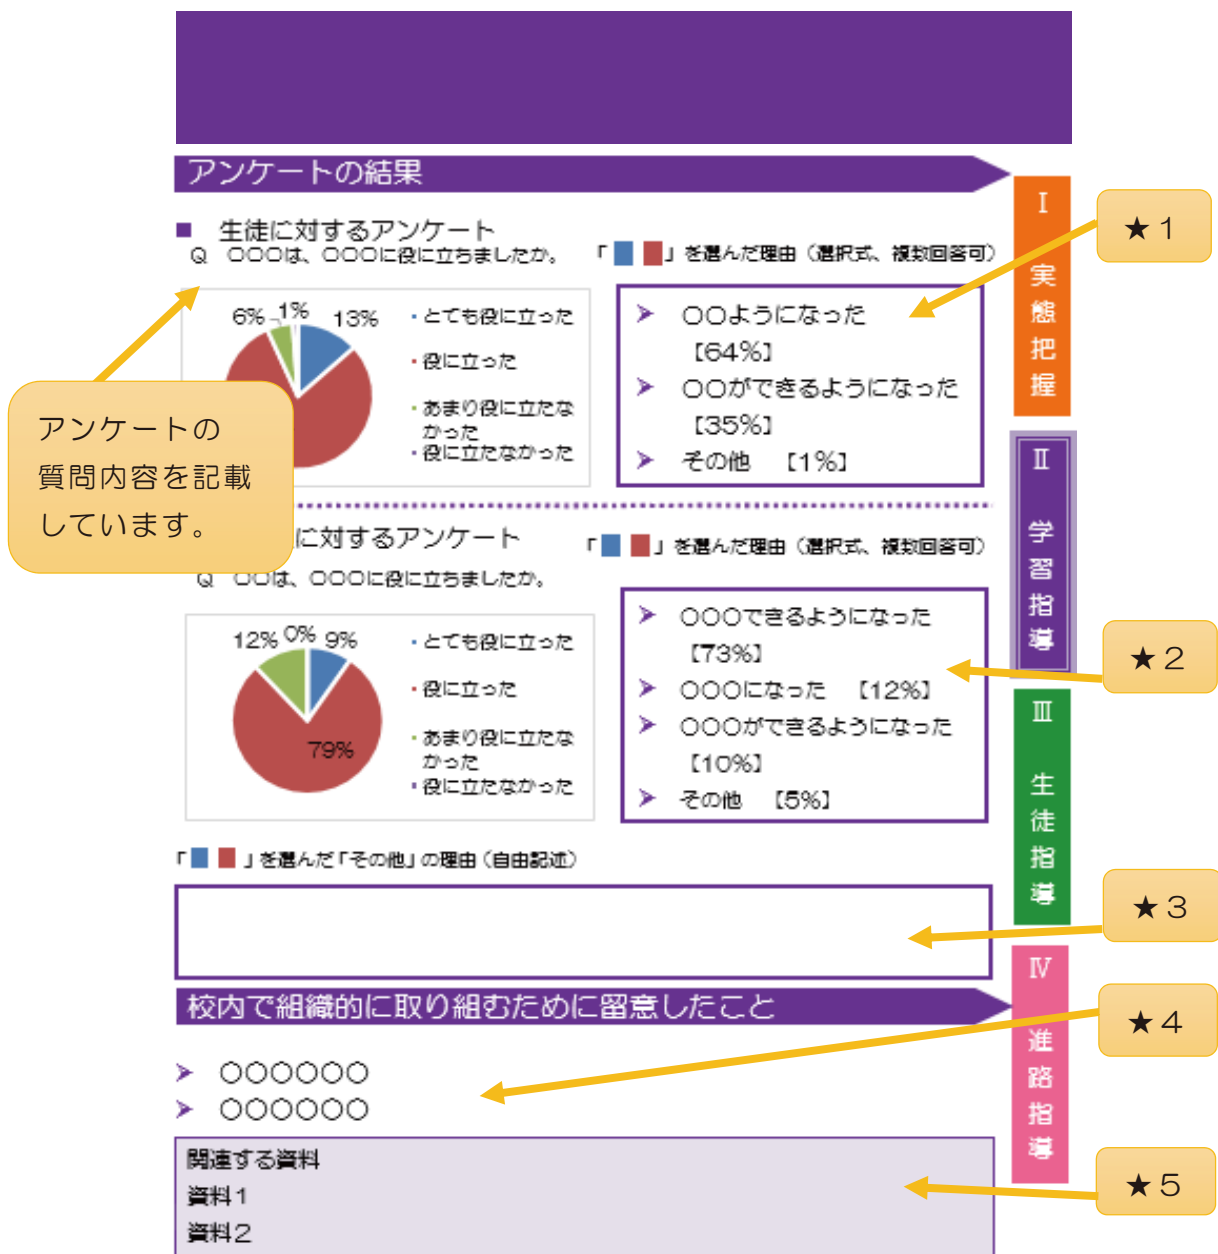 アンケートの結果
■ 生徒に対するアンケート
Q ○○○は、○○○に役に立ちましたか。
「■ ■」を選んだ理由（選択式、複数回答可）
6%
1%
13%
・とても役に立った
・役に立った
・あまり役に立たな
かった
・役に立たなかった
➤ ○○ようになった
【64%】
➤ ○○ができるようになった
【35%】
➤ その他 【1%】
アンケートの
質問内容を記載
しています。
に対するアンケート
Q ○○は、○○○に役に立ちましたか。
「■ ■」を選んだ理由（選択式、複数回答可）
12%
0%
9%
79%
・とても役に立った
・役に立った
・あまり役に立たな
かった
・役に立たなかった
➤ ○○○できるようになった
【73%】
➤ ○○○になった 【12%】
➤ ○○○ができるようになった
【10%】
➤ その他 【5%】
「■ ■」を選んだ「その他」の理由（自由記述）
校内で組織的に取り組むために留意したこと
➤ ○○○○○○
➤ ○○○○○○
関連する資料
資料１
資料２
Ⅰ 実態把握
Ⅱ 学習指導
Ⅲ 生徒指導
Ⅳ 進路指導
★１
★２
★３
★４
★５